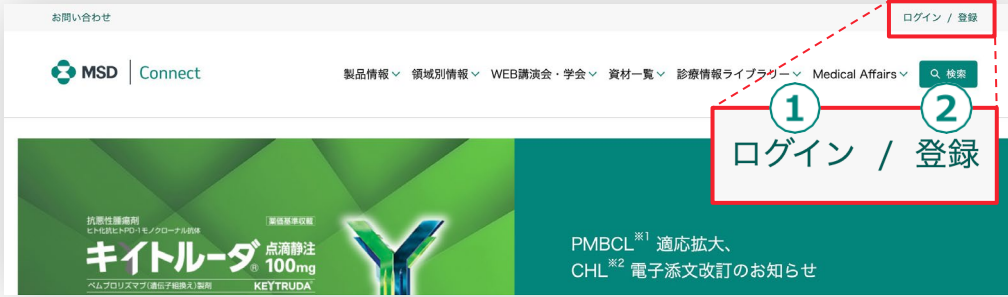 お問い合わせ
ログイン / 登録
MSD Connect
製品情報 領域別情報 WEB講演会・学会 資材一覧 診療情報ライブラリー Medical Affairs 検索
① ②
ログイン / 登録
抗悪性腫瘍剤
ヒト化抗ヒトPD-1モノクローナル抗体
薬価基準収載
キイトルーダ® 点滴静注 100mg
ペムブロリズマブ(遺伝子組換え)製剤 KEYTRUDA®
PMBCL※1 適応拡大、
CHL※2 電子添文改訂のお知らせ